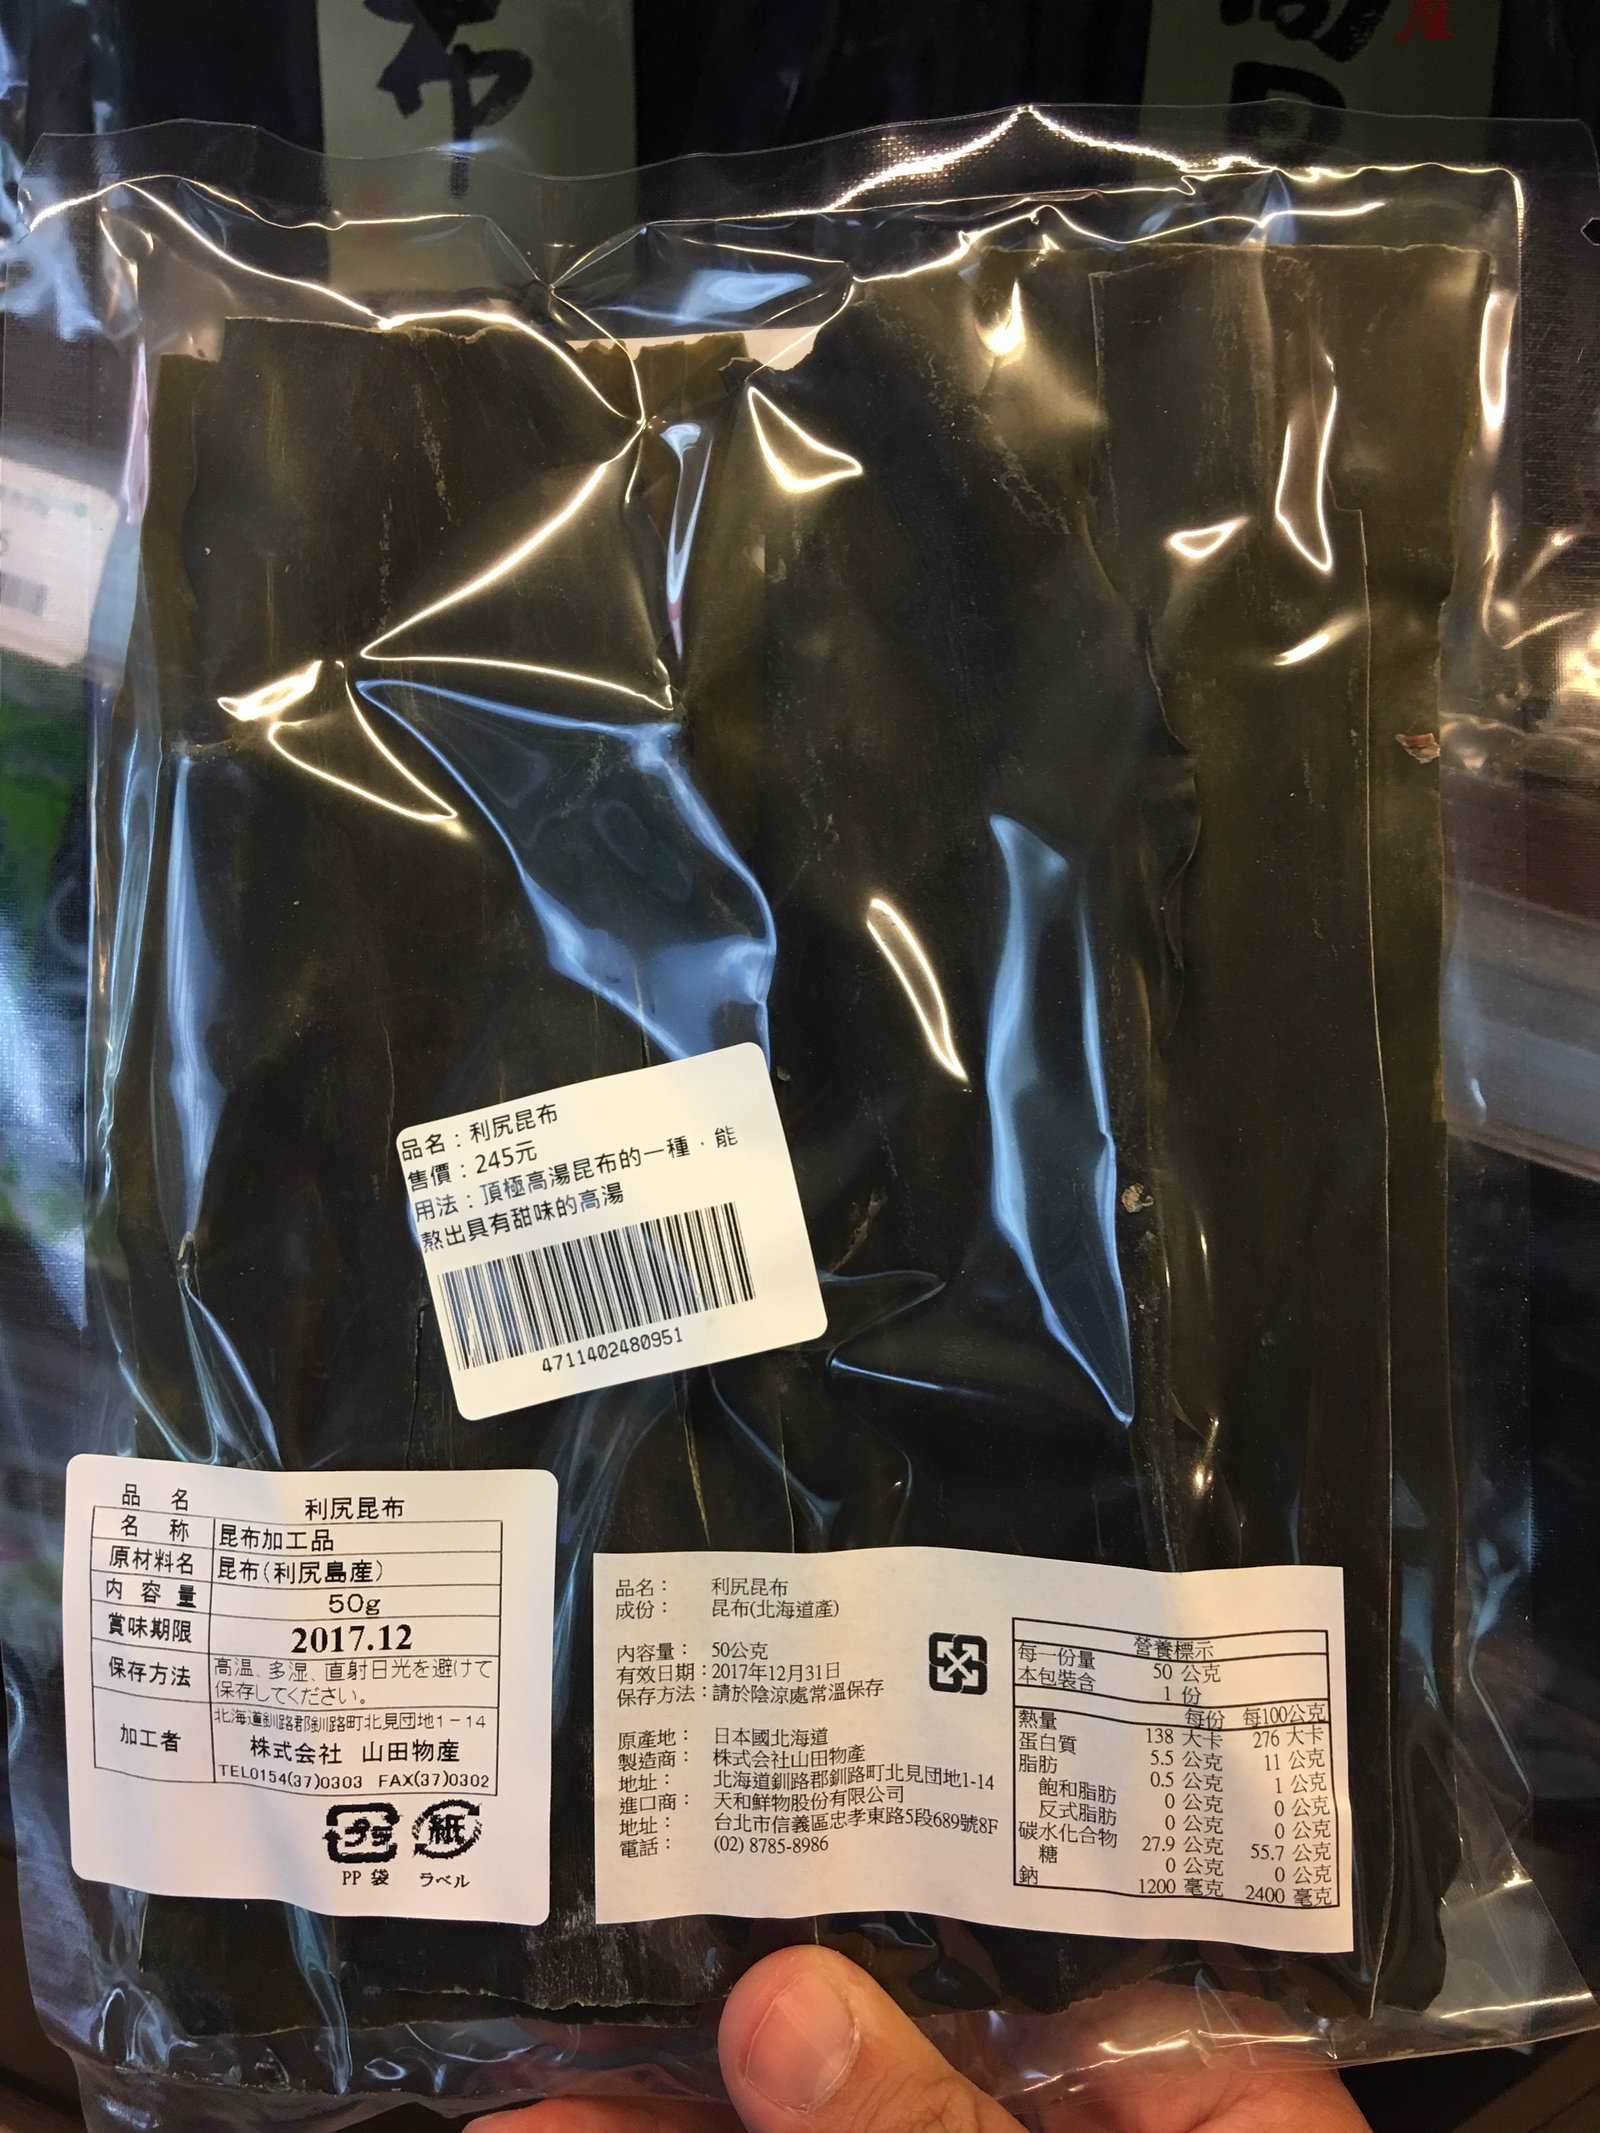 布
品名：利尻昆布
售價：245元
用法：頂極高湯昆布的一種，能
熬出具有甜味的高湯
4711402480951
品 名 利尻昆布
名 称 昆布加工品
原材料名 昆布(利尻島産)
内 容 量 50g
賞味期限 2017.12
保存方法 高温、多湿、直射日光を避けて
保存してください。
加工者 北海道釧路郡釧路町北見団地1-14
株式会社 山田物産
TEL0154(37)0303 FAX(37)0302
プラ 紙
PP 袋 ラベル
品名： 利尻昆布
成份： 昆布(北海道產)
內容量： 50公克
有效日期：2017年12月31日
保存方法：請於陰涼處常溫保存
原產地： 日本國北海道
製造商： 株式会社山田物産
地址： 北海道釧路郡釧路町北見団地1-14
進口商： 天和鮮物股份有限公司
地址： 台北市信義區忠孝東路5段689號8F
電話： (02) 8785-8986
營養標示
每一份量 50 公克
本包裝含 1 份
每份 每100公克
熱量 138 大卡 276 大卡
蛋白質 5.5 公克 11 公克
脂肪 0.5 公克 1 公克
飽和脂肪 0 公克 0 公克
反式脂肪 0 公克 0 公克
碳水化合物 27.9 公克 55.7 公克
糖 0 公克 0 公克
鈉 1200 毫克 2400 毫克